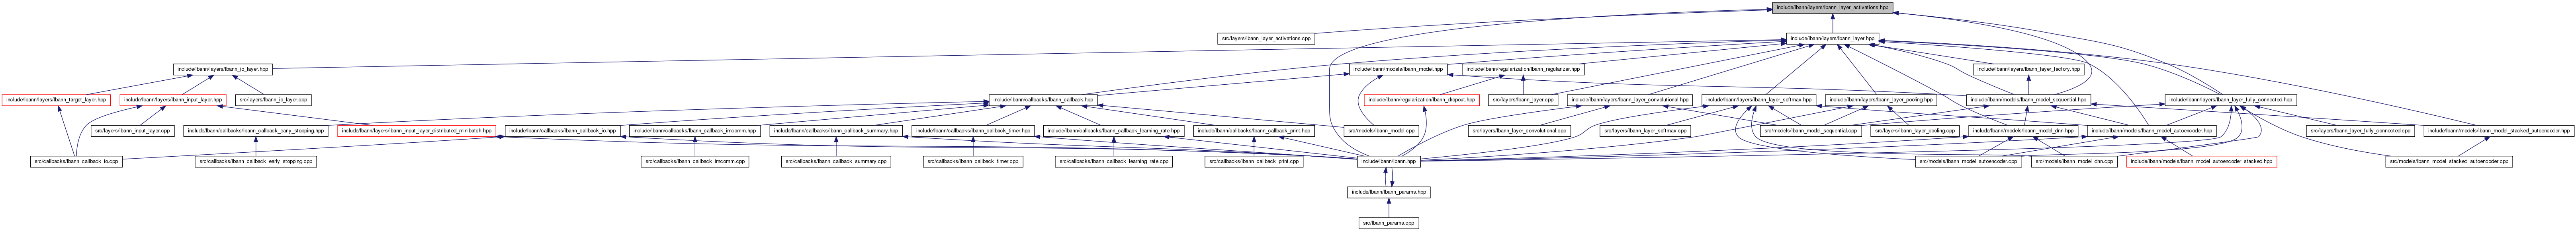 include/lbann/layers/lbann_layer_activations.hpp
src/layers/lbann_layer_activations.cpp
include/lbann/layers/lbann_layer.hpp
include/lbann/layers/lbann_io_layer.hpp
include/lbann/models/lbann_model.hpp
include/lbann/regularization/lbann_regularizer.hpp
include/lbann/layers/lbann_layer_factory.hpp
include/lbann/layers/lbann_target_layer.hpp
include/lbann/layers/lbann_input_layer.hpp
src/layers/lbann_io_layer.cpp
include/lbann/callbacks/lbann_callback.hpp
include/lbann/regularization/lbann_dropout.hpp
src/layers/lbann_layer.cpp
include/lbann/layers/lbann_layer_convolutional.hpp
include/lbann/layers/lbann_layer_softmax.hpp
include/lbann/layers/lbann_layer_pooling.hpp
include/lbann/models/lbann_model_sequential.hpp
include/lbann/layers/lbann_layer_fully_connected.hpp
src/layers/lbann_input_layer.cpp
include/lbann/callbacks/lbann_callback_early_stopping.hpp
include/lbann/layers/lbann_input_layer_distributed_minibatch.hpp
include/lbann/callbacks/lbann_callback_io.hpp
include/lbann/callbacks/lbann_callback_imcomm.hpp
include/lbann/callbacks/lbann_callback_summary.hpp
include/lbann/callbacks/lbann_callback_timer.hpp
include/lbann/callbacks/lbann_callback_learning_rate.hpp
include/lbann/callbacks/lbann_callback_print.hpp
src/models/lbann_model.cpp
src/layers/lbann_layer_convolutional.cpp
src/layers/lbann_layer_softmax.cpp
src/models/lbann_model_sequential.cpp
src/layers/lbann_layer_pooling.cpp
include/lbann/models/lbann_model_dnn.hpp
include/lbann/models/lbann_model_autoencoder.hpp
src/layers/lbann_layer_fully_connected.cpp
include/lbann/models/lbann_model_stacked_autoencoder.hpp
src/callbacks/lbann_callback_io.cpp
src/callbacks/lbann_callback_early_stopping.cpp
src/callbacks/lbann_callback_imcomm.cpp
src/callbacks/lbann_callback_summary.cpp
src/callbacks/lbann_callback_timer.cpp
src/callbacks/lbann_callback_learning_rate.cpp
src/callbacks/lbann_callback_print.cpp
include/lbann/lbann.hpp
src/models/lbann_model_autoencoder.cpp
src/models/lbann_model_dnn.cpp
include/lbann/models/lbann_model_autoencoder_stacked.hpp
src/models/lbann_model_stacked_autoencoder.cpp
include/lbann/lbann_params.hpp
src/lbann_params.cpp